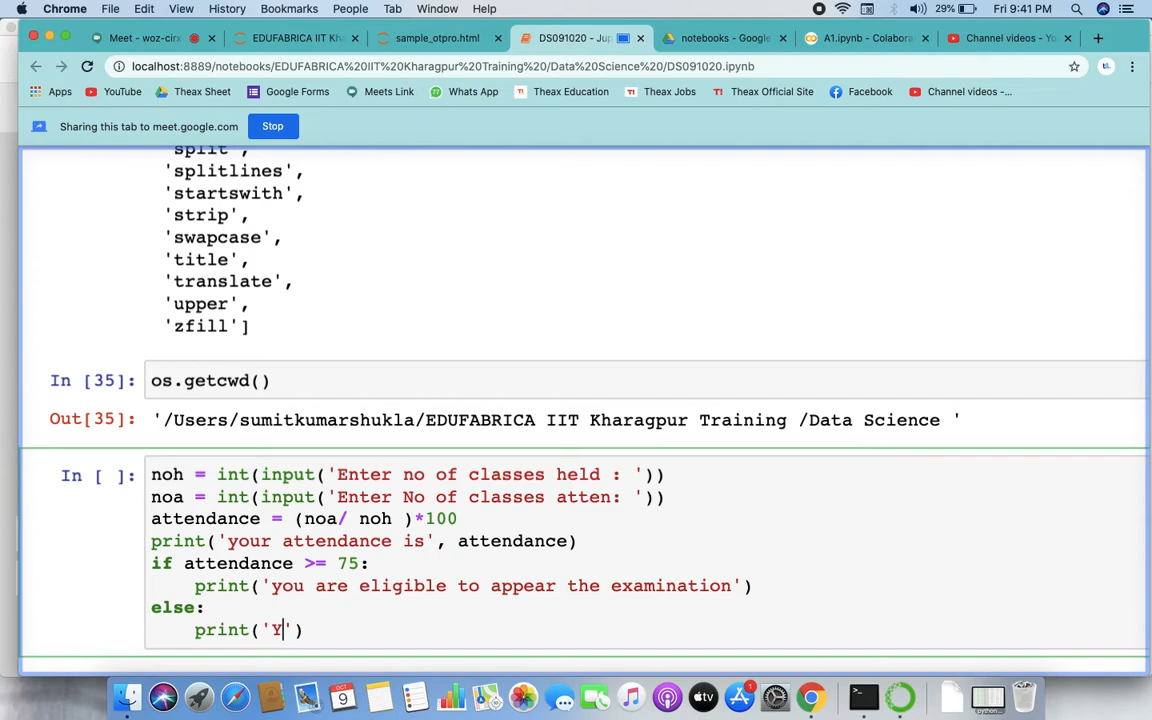 Chrome File Edit View History Bookmarks People Tab Window Help 29% Fri 9:41 PM
Meet - woz-cirx EDUFABRICA IIT Kha sample_otpro.html DS091020 - Jup notebooks - Google A1.ipynb - Colabora Channel videos - Yo
localhost:8889/notebooks/EDUFABRICA%20IIT%20Kharagpur%20Training%20/Data%20Science%20/DS091020.ipynb
Apps YouTube Theax Sheet Google Forms Meets Link Whats App Theax Education Theax Jobs Theax Official Site Facebook Channel videos -...
Sharing this tab to meet.google.com Stop
'split',
'splitlines',
'startswith',
'strip',
'swapcase',
'title',
'translate',
'upper',
'zfill']
In [35]: os.getcwd()
Out[35]: '/Users/sumitkumarshukla/EDUFABRICA IIT Kharagpur Training /Data Science '
In [ ]: noh = int(input('Enter no of classes held : '))
noa = int(input('Enter No of classes atten: '))
attendance = (noa/ noh )*100
print('your attendance is', attendance)
if attendance >= 75:
print('you are eligible to appear the examination')
else:
print('Y')
OCT
9
1
tv